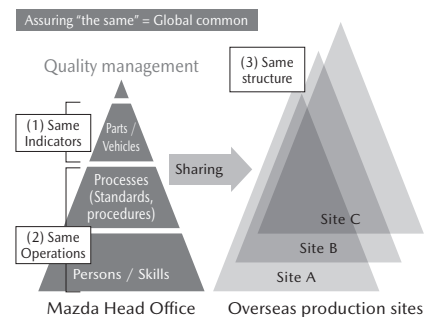 Assuring “the same” = Global common
Quality management
(1) Same
Indicators
Parts /
Vehicles
(2) Same
Operations
Processes
(Standards,
procedures)
Persons / Skills
Mazda Head Office
Sharing
(3) Same
structure
Site C
Site B
Site A
Overseas production sites